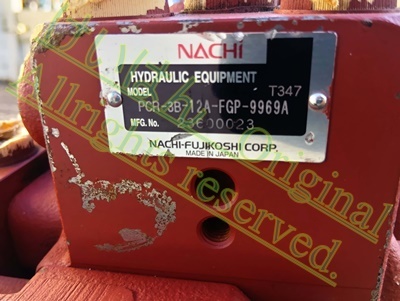 NACHI
HYDRAULIC EQUIPMENT
MODEL T347
PCR-3B-12A-FGP-9969A
MFG. No. 23E00023
NACHI-FUJIKOSHI CORP.
MADE IN JAPAN
Original
Allrights reserved.